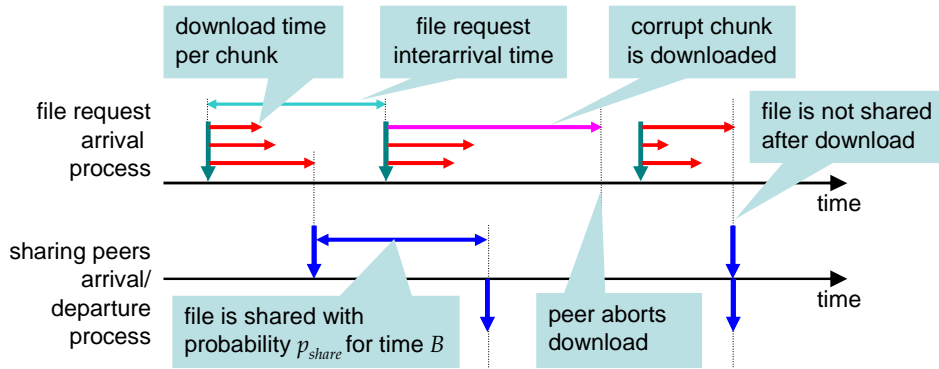 download time
per chunk
file request
interarrival time
corrupt chunk
is downloaded
file request
arrival
process
file is not shared
after download
time
sharing peers
arrival/
departure
process
time
file is shared with
probability p_share for time B
peer aborts
download